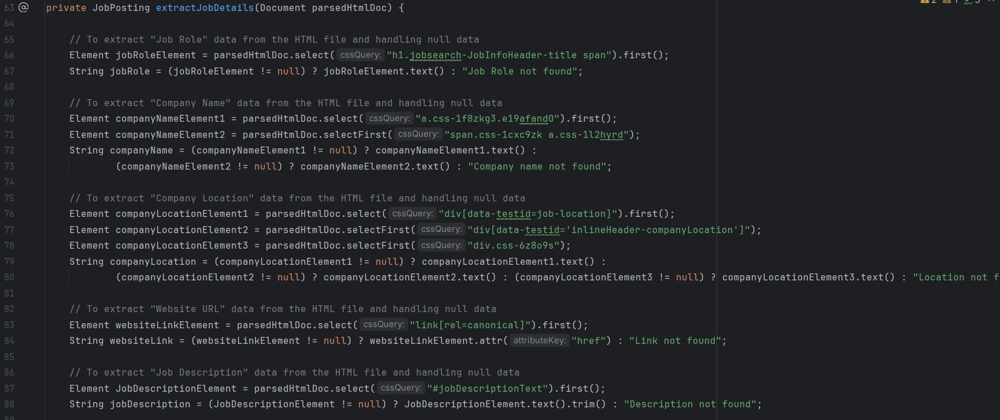 2 1 3
63 @ private JobPosting extractJobDetails(Document parsedHtmlDoc) {
64
65 // To extract "Job Role" data from the HTML file and handling null data
66 Element jobRoleElement = parsedHtmlDoc.select( cssQuery: "h1.jobsearch-JobInfoHeader-title span").first();
67 String jobRole = (jobRoleElement != null) ? jobRoleElement.text() : "Job Role not found";
68
69 // To extract "Company Name" data from the HTML file and handling null data
70 Element companyNameElement1 = parsedHtmlDoc.select( cssQuery: "a.css-1f8zkg3.e19afand0").first();
71 Element companyNameElement2 = parsedHtmlDoc.selectFirst( cssQuery: "span.css-1cxc9zk a.css-1l2hyrd");
72 String companyName = (companyNameElement1 != null) ? companyNameElement1.text() :
73 (companyNameElement2 != null) ? companyNameElement2.text() : "Company name not found";
74
75 // To extract "Company Location" data from the HTML file and handling null data
76 Element companyLocationElement1 = parsedHtmlDoc.select( cssQuery: "div[data-testid=job-location]").first();
77 Element companyLocationElement2 = parsedHtmlDoc.selectFirst( cssQuery: "div[data-testid='inlineHeader-companyLocation']");
78 Element companyLocationElement3 = parsedHtmlDoc.selectFirst( cssQuery: "div.css-6z8o9s");
79 String companyLocation = (companyLocationElement1 != null) ? companyLocationElement1.text() :
80 (companyLocationElement2 != null) ? companyLocationElement2.text() : (companyLocationElement3 != null) ? companyLocationElement3.text() : "Location not f
81
82 // To extract "Website URL" data from the HTML file and handling null data
83 Element websiteLinkElement = parsedHtmlDoc.select( cssQuery: "link[rel=canonical]").first();
84 String websiteLink = (websiteLinkElement != null) ? websiteLinkElement.attr( attributeKey: "href") : "Link not found";
85
86 // To extract "Job Description" data from the HTML file and handling null data
87 Element JobDescriptionElement = parsedHtmlDoc.select( cssQuery: "#jobDescriptionText").first();
88 String jobDescription = (JobDescriptionElement != null) ? JobDescriptionElement.text().trim() : "Description not found";
89